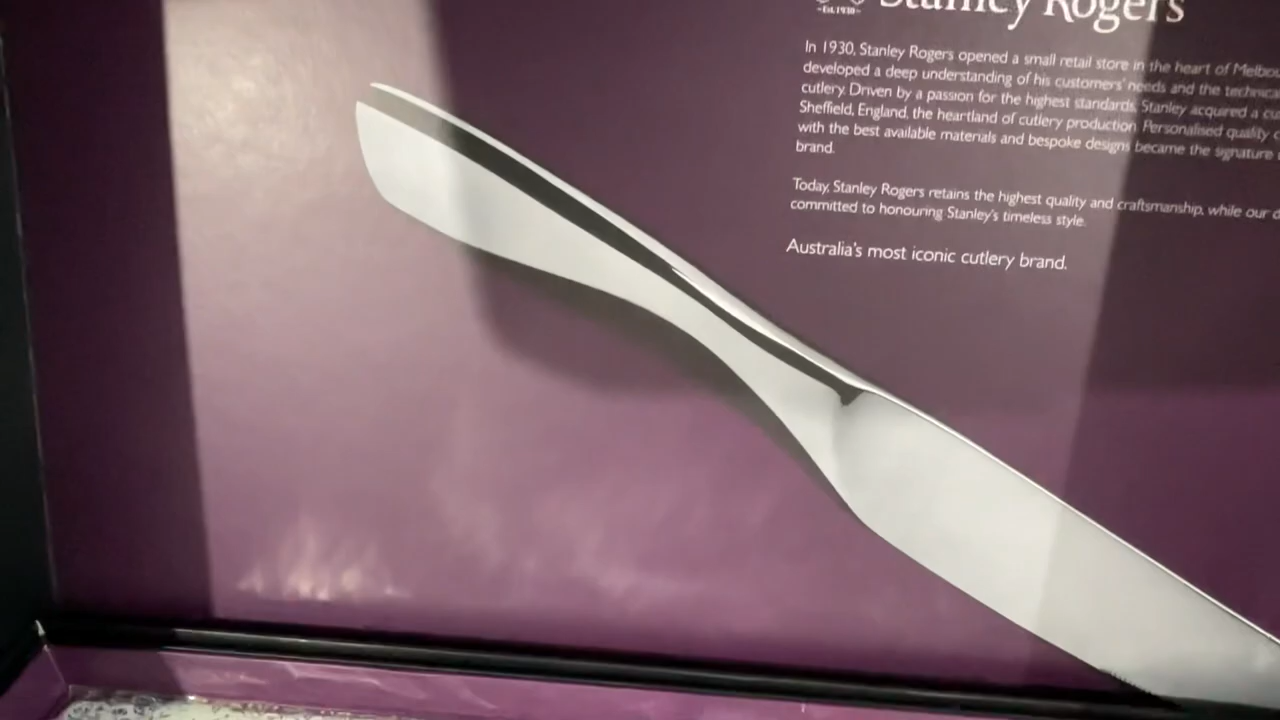 -Est.1930-
Stanley Rogers
In 1930, Stanley Rogers opened a small retail store in the heart of
developed a deep understanding of his customers' needs and the
cutlery. Driven by a passion for the highest standards, Stanley acquired a
Sheffield, England, the heartland of cutlery production. Personalised quality
with the best available materials and bespoke designs became the signature
brand.
Today, Stanley Rogers retains the highest quality and craftsmanship, while our
committed to honouring Stanley's timeless style.
Australia's most iconic cutlery brand.